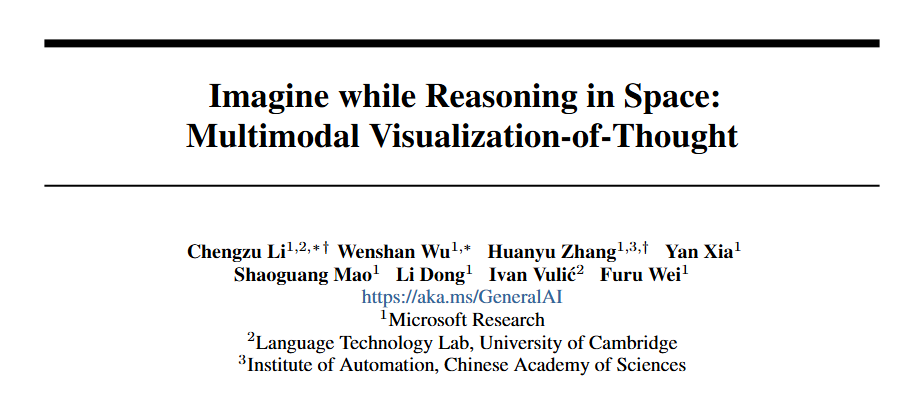 Imagine while Reasoning in Space:
Multimodal Visualization-of-Thought
Chengzu Li¹,²,∗† Wenshan Wu¹,∗ Huanyu Zhang¹,³,† Yan Xia¹
Shaoguang Mao¹ Li Dong¹ Ivan Vulić² Furu Wei¹
https://aka.ms/GeneralAI
¹Microsoft Research
²Language Technology Lab, University of Cambridge
³Institute of Automation, Chinese Academy of Sciences